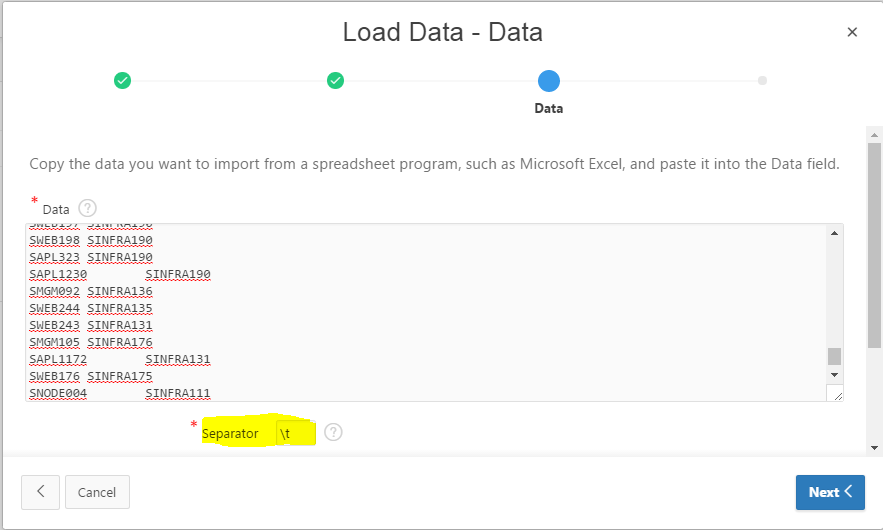 Load Data - Data
Data
Copy the data you want to import from a spreadsheet program, such as Microsoft Excel, and paste it into the Data field.
* Data ?
SWEB197 SINFRA190
SWEB198 SINFRA190
SAPL323 SINFRA190
SAPL1230 SINFRA190
SMGM092 SINFRA136
SWEB244 SINFRA135
SWEB243 SINFRA131
SMGM105 SINFRA176
SAPL1172 SINFRA131
SWEB176 SINFRA175
SNODE004 SINFRA111
* Separator \t ?
Cancel
Next